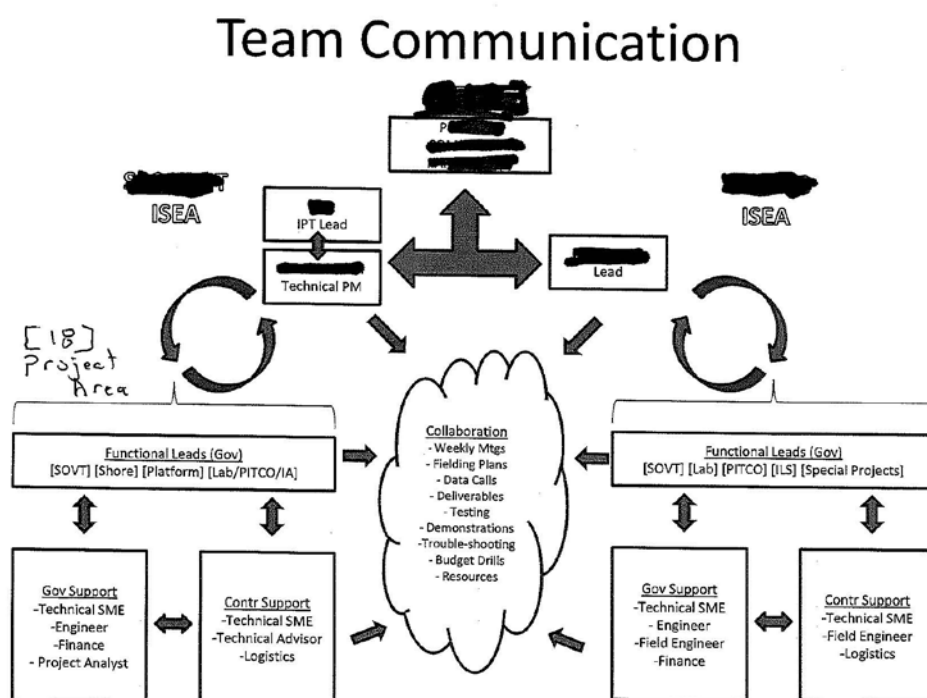 Team Communication
ISEA
IPT Lead
Technical PM
Lead
ISEA
[18]
Project
Area
Functional Leads (Gov)
[SOVT] [Shore] [Platform] [Lab/PITCO/IA]
Gov Support
-Technical SME
-Engineer
-Finance
- Project Analyst
Contr Support
-Technical SME
-Technical Advisor
-Logistics
Collaboration
- Weekly Mtgs
- Fielding Plans
- Data Calls
- Deliverables
- Testing
- Demonstrations
-Trouble-shooting
- Budget Drills
- Resources
Functional Leads (Gov)
[SOVT] [Lab] [PITCO] [ILS] [Special Projects]
Gov Support
-Technical SME
- Engineer
-Field Engineer
-Finance
Contr Support
-Technical SME
-Field Engineer
-Logistics